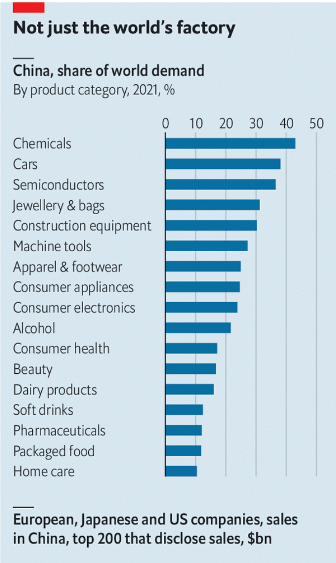 Not just the world's factory
China, share of world demand
By product category, 2021, %
0 10 20 30 40 50
Chemicals
Cars
Semiconductors
Jewellery & bags
Construction equipment
Machine tools
Apparel & footwear
Consumer appliances
Consumer electronics
Alcohol
Consumer health
Beauty
Dairy products
Soft drinks
Pharmaceuticals
Packaged food
Home care
European, Japanese and US companies, sales
in China, top 200 that disclose sales, $bn